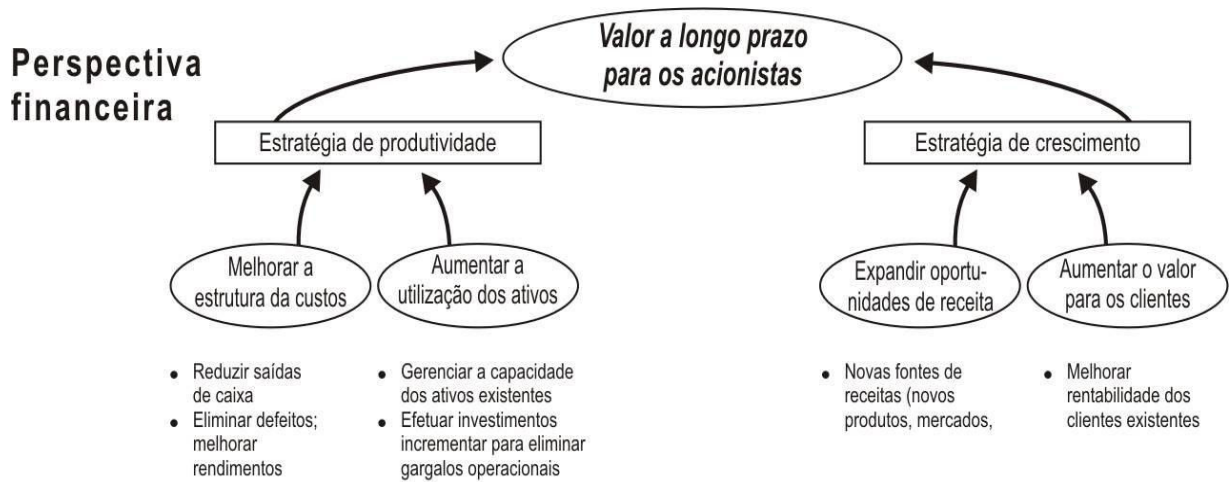 Perspectiva
financeira
Valor a longo prazo
para os acionistas
Estratégia de produtividade
Estratégia de crescimento
Melhorar a
estrutura da custos
Aumentar a
utilização dos ativos
Expandir oportu-
nidades de receita
Aumentar o valor
para os clientes
• Reduzir saídas
de caixa
• Eliminar defeitos;
melhorar
rendimentos
• Gerenciar a capacidade
dos ativos existentes
• Efetuar investimentos
incrementar para eliminar
gargalos operacionais
• Novas fontes de
receitas (novos
produtos, mercados,
• Melhorar
rentabilidade dos
clientes existentes